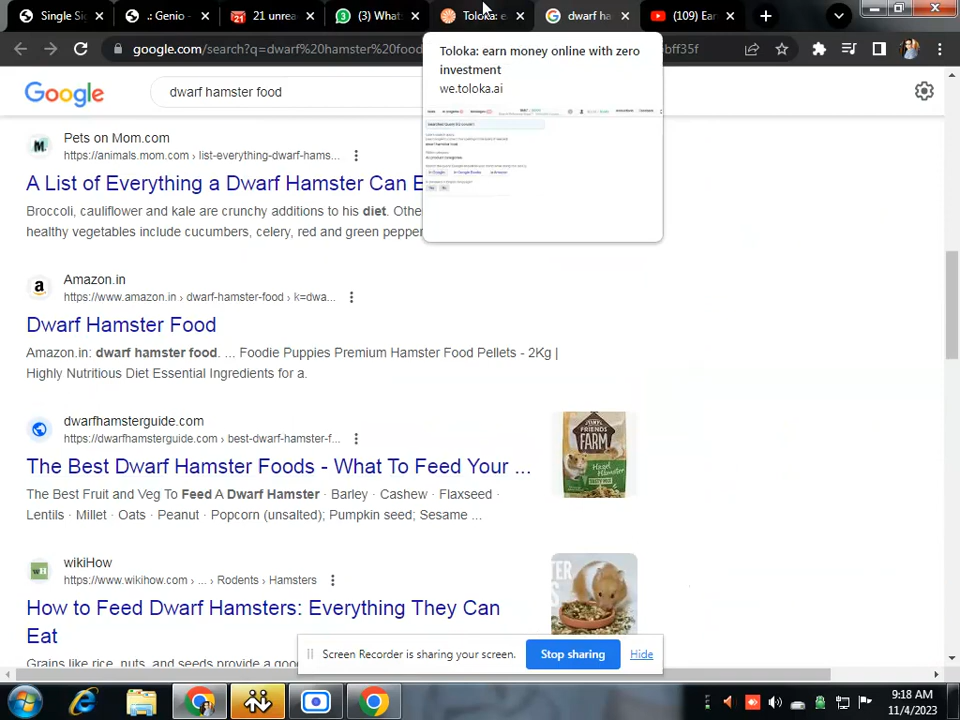 Single Si
.: Genio -
21 unrea
(3) What
Toloka: e
dwarf ha
(109) Ear
google.com/search?q=dwarf%20hamster%20food
bff35f
Toloka: earn money online with zero
investment
we.toloka.ai
Google
dwarf hamster food
Pets on Mom.com
https://animals.mom.com › list-everything-dwarf-hams...
A List of Everything a Dwarf Hamster Can E
Broccoli, cauliflower and kale are crunchy additions to his diet. Othe
healthy vegetables include cucumbers, celery, red and green pepper
Amazon.in
https://www.amazon.in › dwarf-hamster-food › k=dwa...
Dwarf Hamster Food
Amazon.in: dwarf hamster food. ... Foodie Puppies Premium Hamster Food Pellets - 2Kg |
Highly Nutritious Diet Essential Ingredients for a.
dwarfhamsterguide.com
https://dwarfhamsterguide.com › best-dwarf-hamster-f...
The Best Dwarf Hamster Foods - What To Feed Your ...
The Best Fruit and Veg To Feed A Dwarf Hamster · Barley · Cashew · Flaxseed ·
Lentils · Millet · Oats · Peanut · Popcorn (unsalted); Pumpkin seed; Sesame ...
FRIENDS
FARM
wikiHow
https://www.wikihow.com › ... › Rodents › Hamsters
How to Feed Dwarf Hamsters: Everything They Can
Eat
Grains like rice, nuts, and seeds provide a goo
Screen Recorder is sharing your screen.
Stop sharing
Hide
9:18 AM
11/4/2023